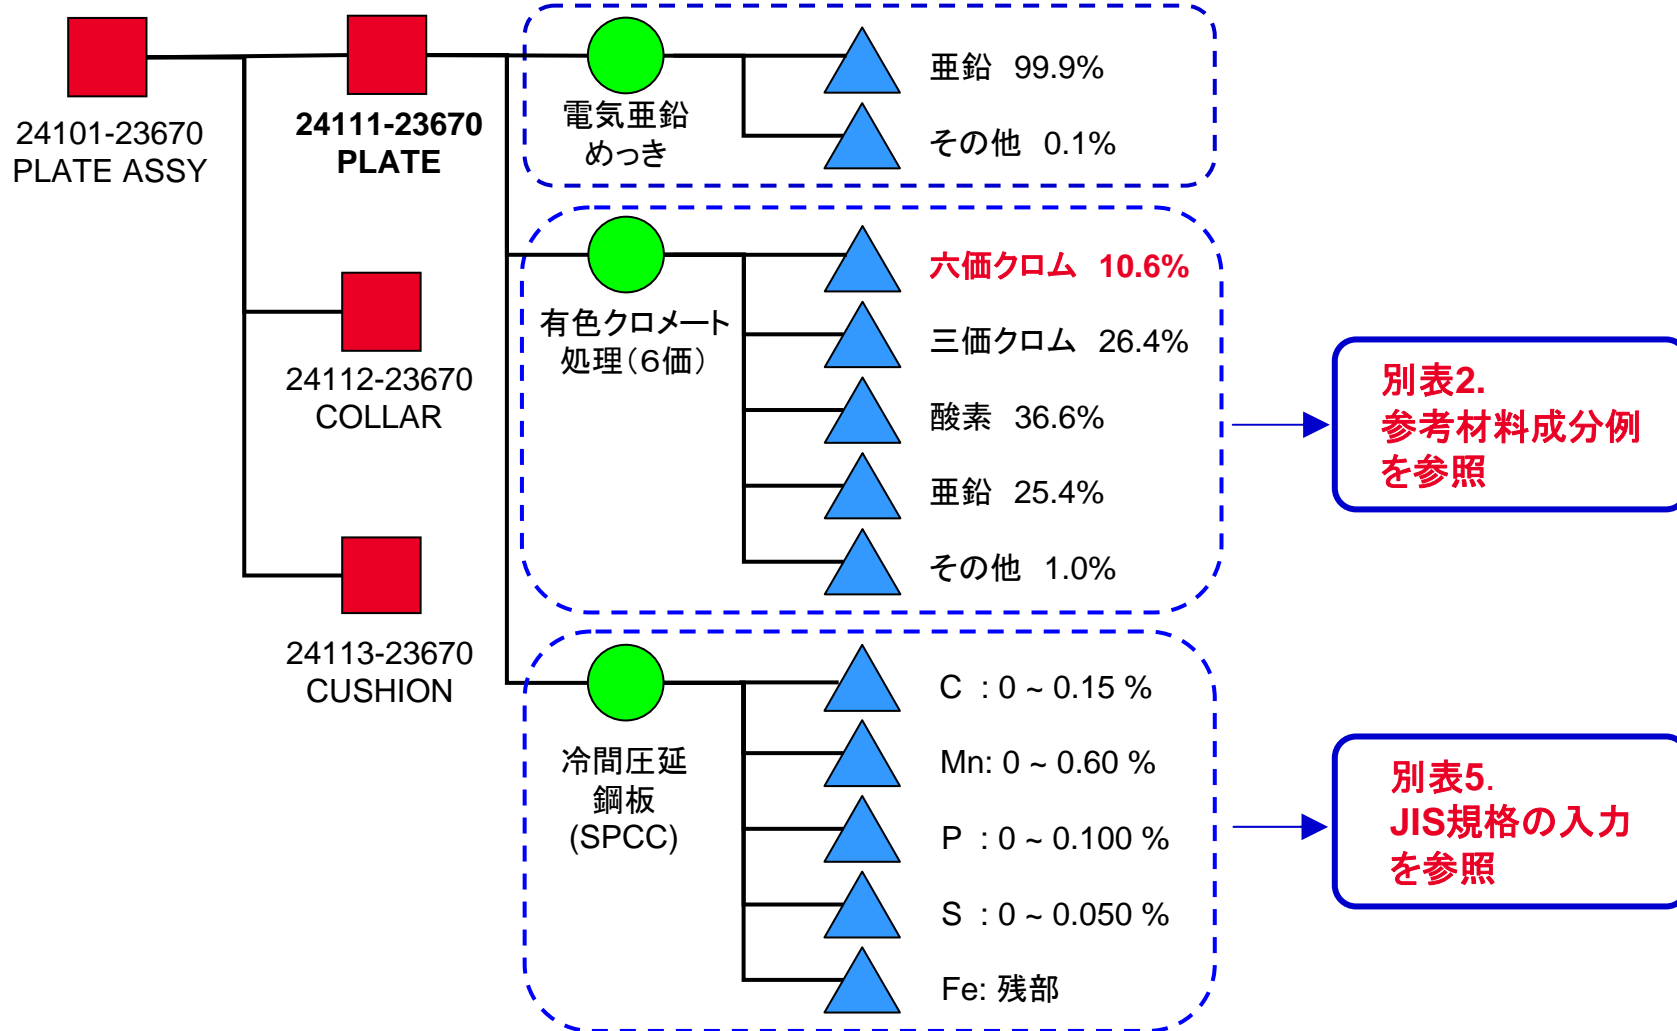 24101-23670
PLATE ASSY
24111-23670
PLATE
24112-23670
COLLAR
24113-23670
CUSHION
電気亜鉛
めっき
亜鉛 99.9%
その他 0.1%
有色クロメート
処理(6価)
六価クロム 10.6%
三価クロム 26.4%
酸素 36.6%
亜鉛 25.4%
その他 1.0%
別表2.
参考材料成分例
を参照
冷間圧延
鋼板
(SPCC)
C : 0 ~ 0.15 %
Mn: 0 ~ 0.60 %
P : 0 ~ 0.100 %
S : 0 ~ 0.050 %
Fe: 残部
別表5.
JIS規格の入力
を参照